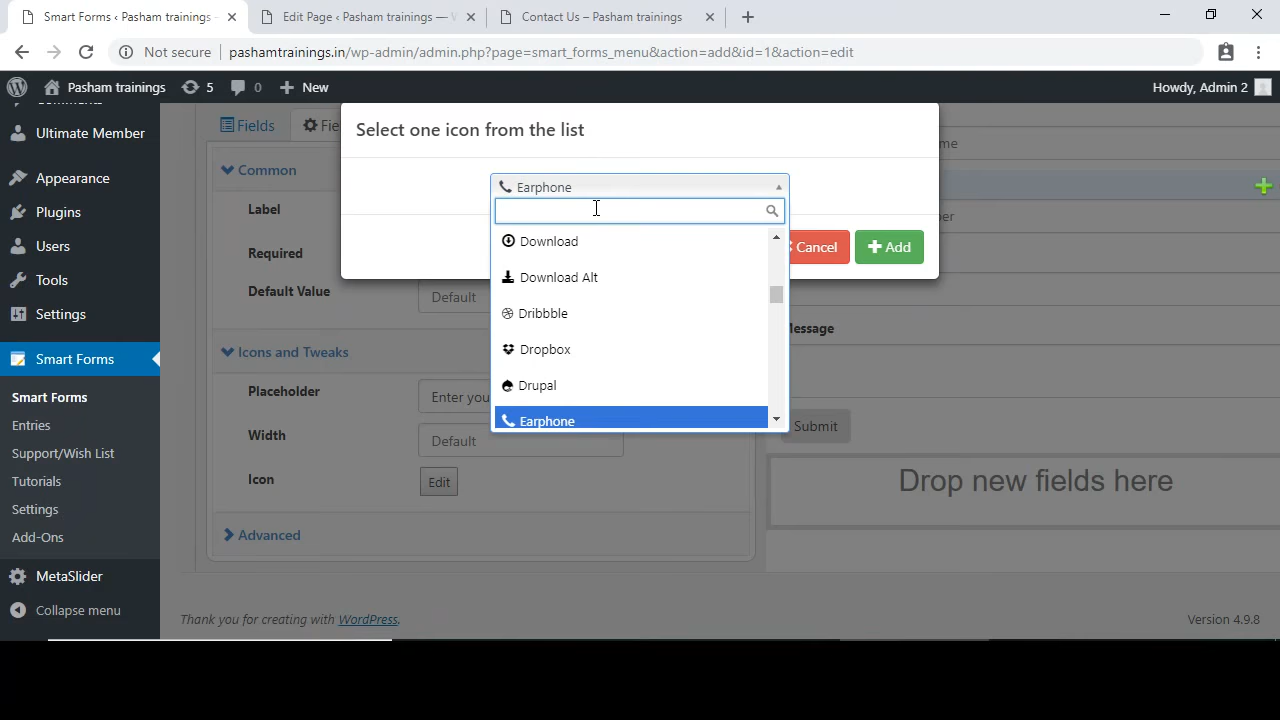 Smart Forms ‹ Pasham trainings
Edit Page ‹ Pasham trainings —
Contact Us – Pasham trainings
Not secure
pashamtrainings.in/wp-admin/admin.php?page=smart_forms_menu&action=add&id=1&action=edit
Pasham trainings
5
0
New
Howdy, Admin 2
Ultimate Member
Appearance
Plugins
Users
Tools
Settings
Smart Forms
Smart Forms
Entries
Support/Wish List
Tutorials
Settings
Add-Ons
MetaSlider
Collapse menu
Fields
Common
Label
Required
Default Value
Default
Icons and Tweaks
Placeholder
Enter you
Width
Default
Icon
Edit
Advanced
Select one icon from the list
Earphone
Download
Download Alt
Dribbble
Dropbox
Drupal
Earphone
Cancel
Add
Submit
Drop new fields here
Thank you for creating with WordPress.
Version 4.9.8